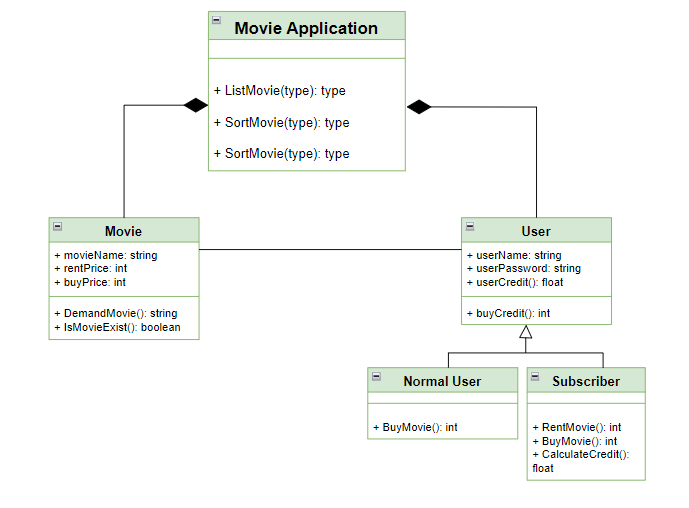 Movie Application
+ ListMovie(type): type
+ SortMovie(type): type
+ SortMovie(type): type
Movie
+ movieName: string
+ rentPrice: int
+ buyPrice: int
+ DemandMovie(): string
+ IsMovieExist(): boolean
User
+ userName: string
+ userPassword: string
+ userCredit(): float
+ buyCredit(): int
Normal User
+ BuyMovie(): int
Subscriber
+ RentMovie(): int
+ BuyMovie(): int
+ CalculateCredit():
float